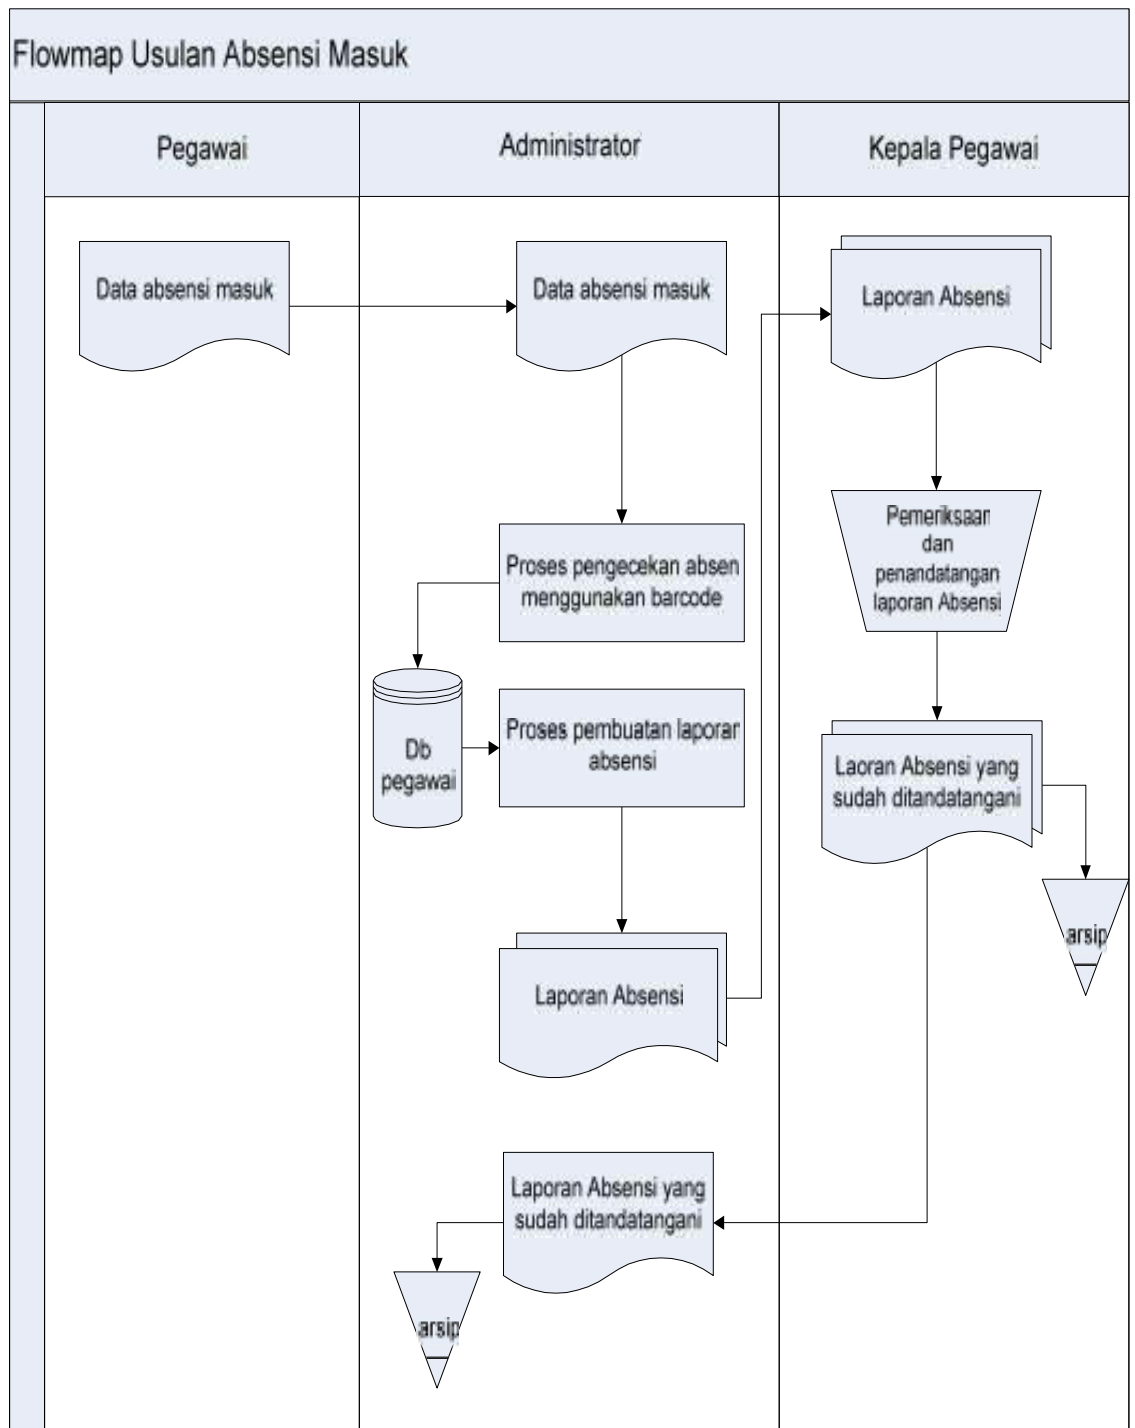 Flowmap Usulan Absensi Masuk
Pegawai
Administrator
Kepala Pegawai
Data absensi masuk
Data absensi masuk
Laporan Absensi
Proses pengecekan absen
menggunakan barcode
Pemeriksaan
dan
penandatangan
laporan Absensi
Db
pegawai
Proses pembuatan laporan
absensi
Laoran Absensi yang
sudah ditandatangani
arsip
Laporan Absensi
Laporan Absensi yang
sudah ditandatangani
arsip